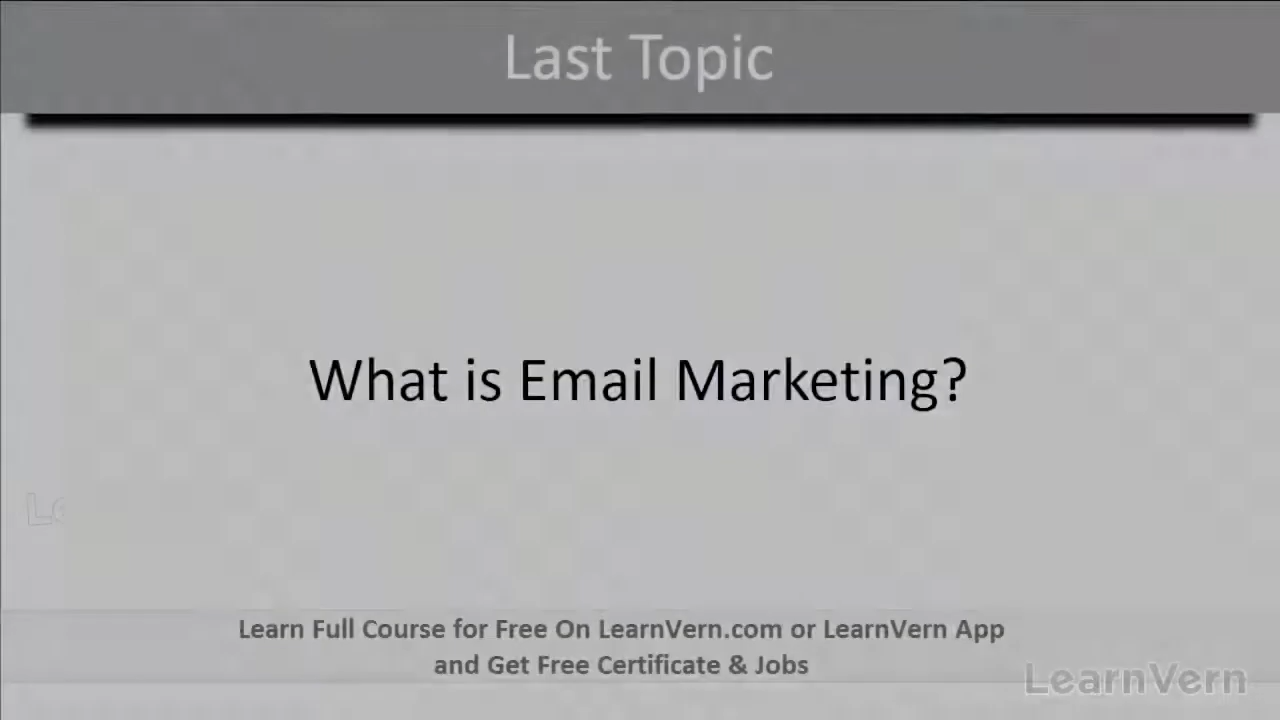 Last Topic
What is Email Marketing?
Learn Full Course for Free On LearnVern.com or LearnVern App
and Get Free Certificate & Jobs
LearnVern